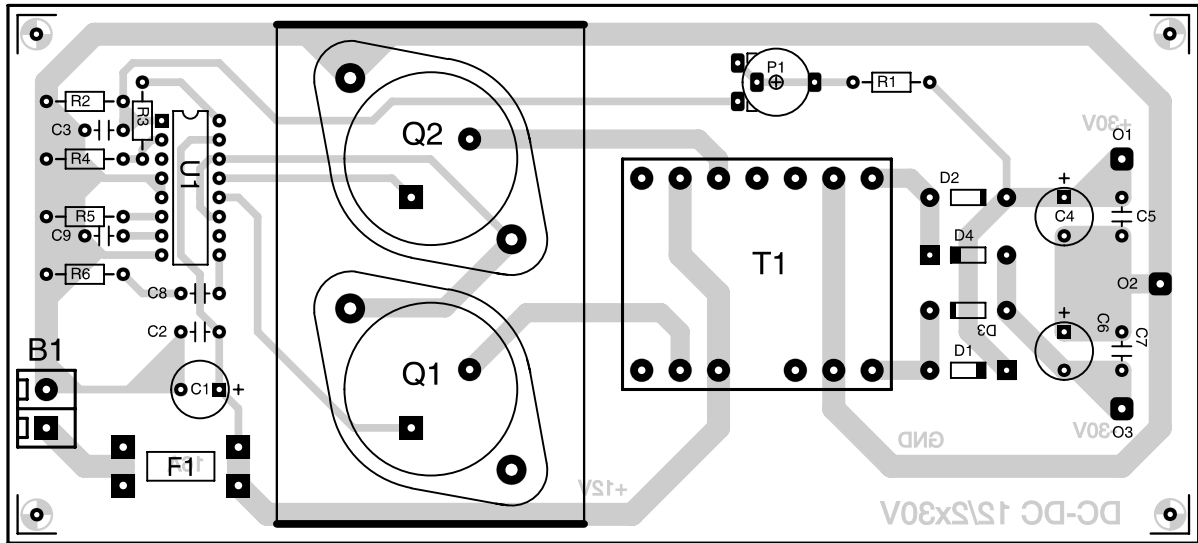 P1
R1
R2
R3
Q2
C3
+30V
O1
R4
U1
D2
R5
C4
C5
C9
D4
T1
R6
O2
C8
C2
D3
C6
C7
B1
D1
C1
+
Q1
+
+
O3
-30V
GND
F1
+12V
DC-DC 12/2x30V